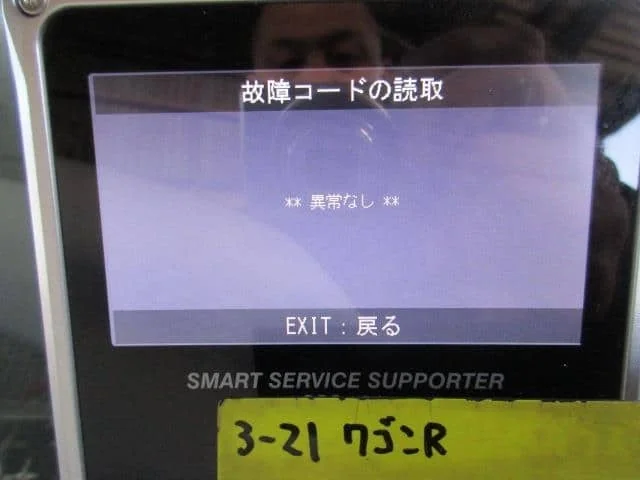 故障コードの読取
** 異常なし **
EXIT：戻る
SMART SERVICE SUPPORTER
3-21 ワゴンR